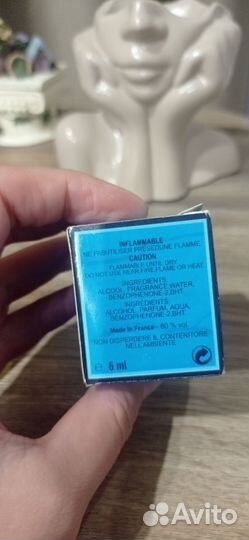 INFLAMMABLE
NE PAS UTILISER PRES D'UNE FLAMME.
CAUTION
FLAMMABLE UNTIL DRY
DO NOT USE NEAR FIRE, FLAME OR HEAT
INGREDIENTS:
ALCOOL, FRAGRANCE, WATER,
BENZOPHENONE-2, BHT
INGREDIENTS:
ALCOHOL, PARFUM, AQUA,
BENZOPHENONE-2, BHT
Made in France - 80 % vol.
NON DISPERDERE IL CONTENITORE
NELL'AMBIENTE
e 5 ml
Avito